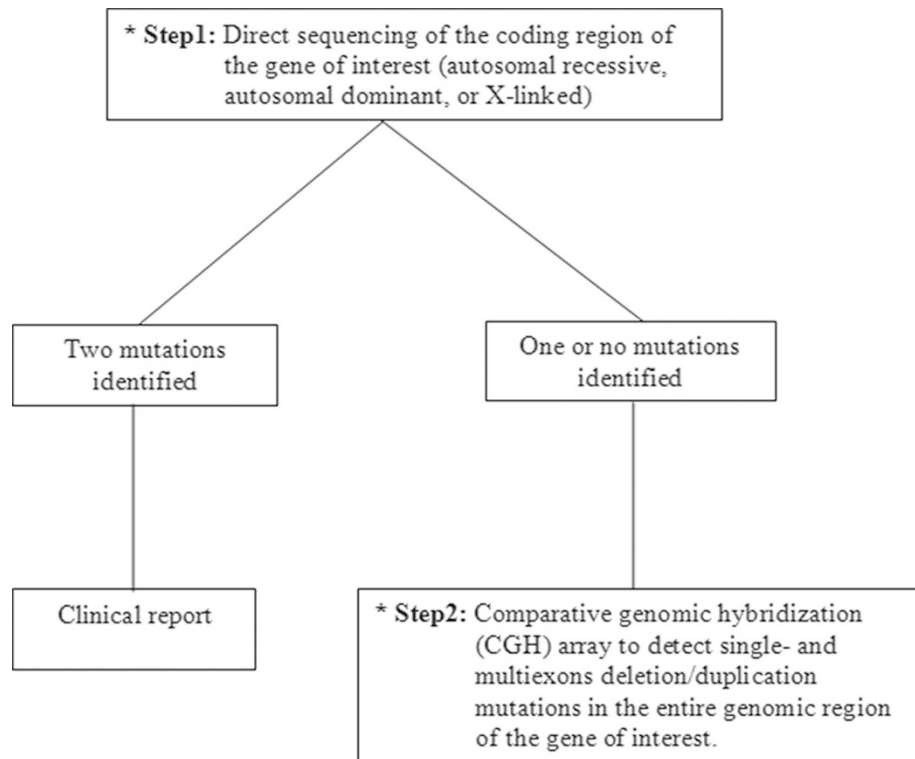 * Step1: Direct sequencing of the coding region of
the gene of interest (autosomal recessive,
autosomal dominant, or X-linked)
Two mutations
identified
One or no mutations
identified
Clinical report
* Step2: Comparative genomic hybridization
(CGH) array to detect single- and
multiexons deletion/duplication
mutations in the entire genomic region
of the gene of interest.